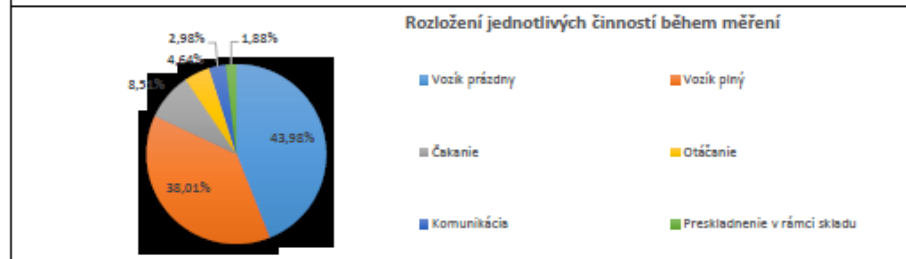 Rozložení jednotlivých činností během měření
2,98%
1,88%
4,64%
8,51%
43,98%
38,01%
Vozík prázdny
Vozík plný
Čakanie
Otáčanie
Komunikácia
Preskladnenie v rámci skladu